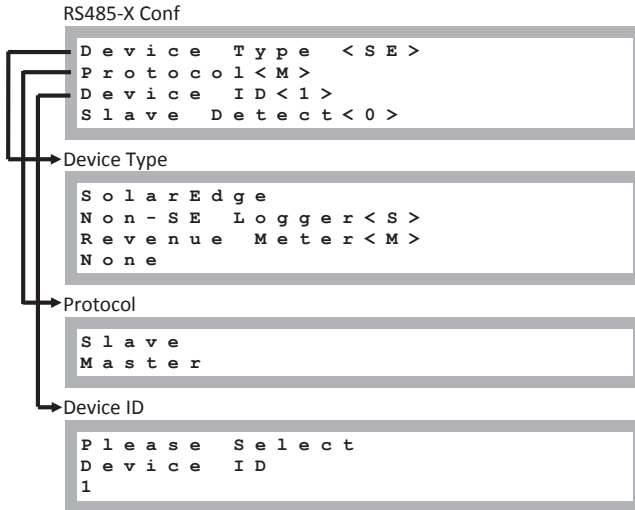 RS485-X Conf
Device Type <SE>
Protocol<M>
Device ID<1>
Slave Detect<0>
Device Type
SolarEdge
Non-SE Logger<S>
Revenue Meter<M>
None
Protocol
Slave
Master
Device ID
Please Select
Device ID
1